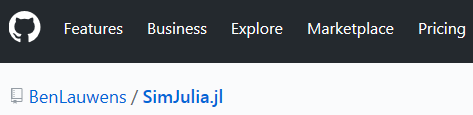 Features Business Explore Marketplace Pricing
BenLauwens / SimJulia.jl